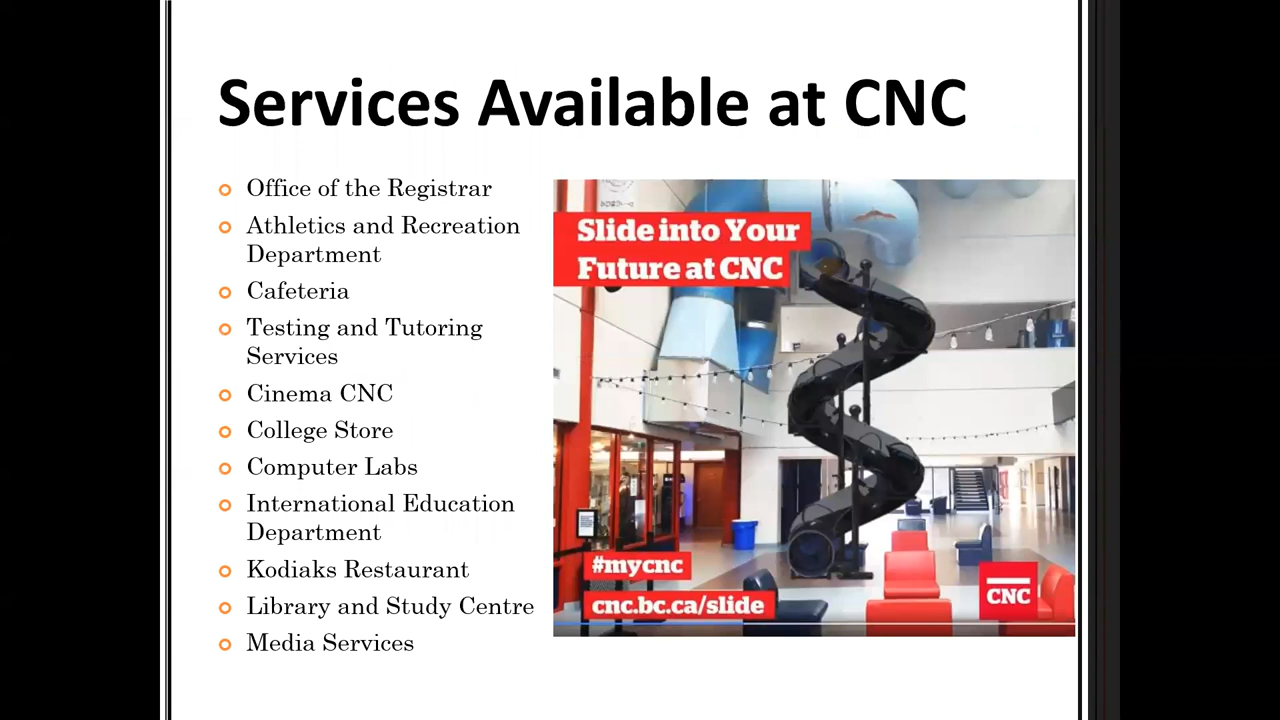 Services Available at CNC
Office of the Registrar
Athletics and Recreation
Department
Cafeteria
Testing and Tutoring
Services
Cinema CNC
College Store
Computer Labs
International Education
Department
Kodiaks Restaurant
Library and Study Centre
Media Services
Slide into Your
Future at CNC
#mycnc
cnc.bc.ca/slide
CNC